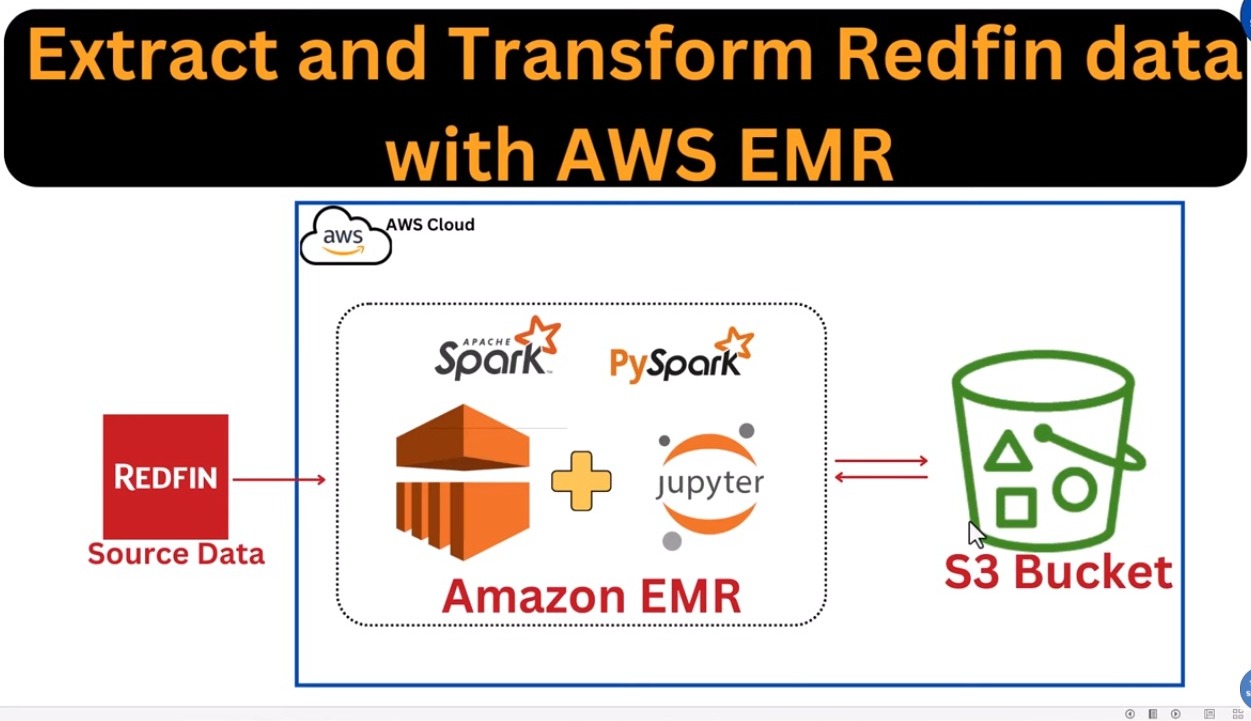 Extract and Transform Redfin data
with AWS EMR
aws
AWS Cloud
APACHE
Spark
PySpark
REDFIN
jupyter
Source Data
Amazon EMR
S3 Bucket